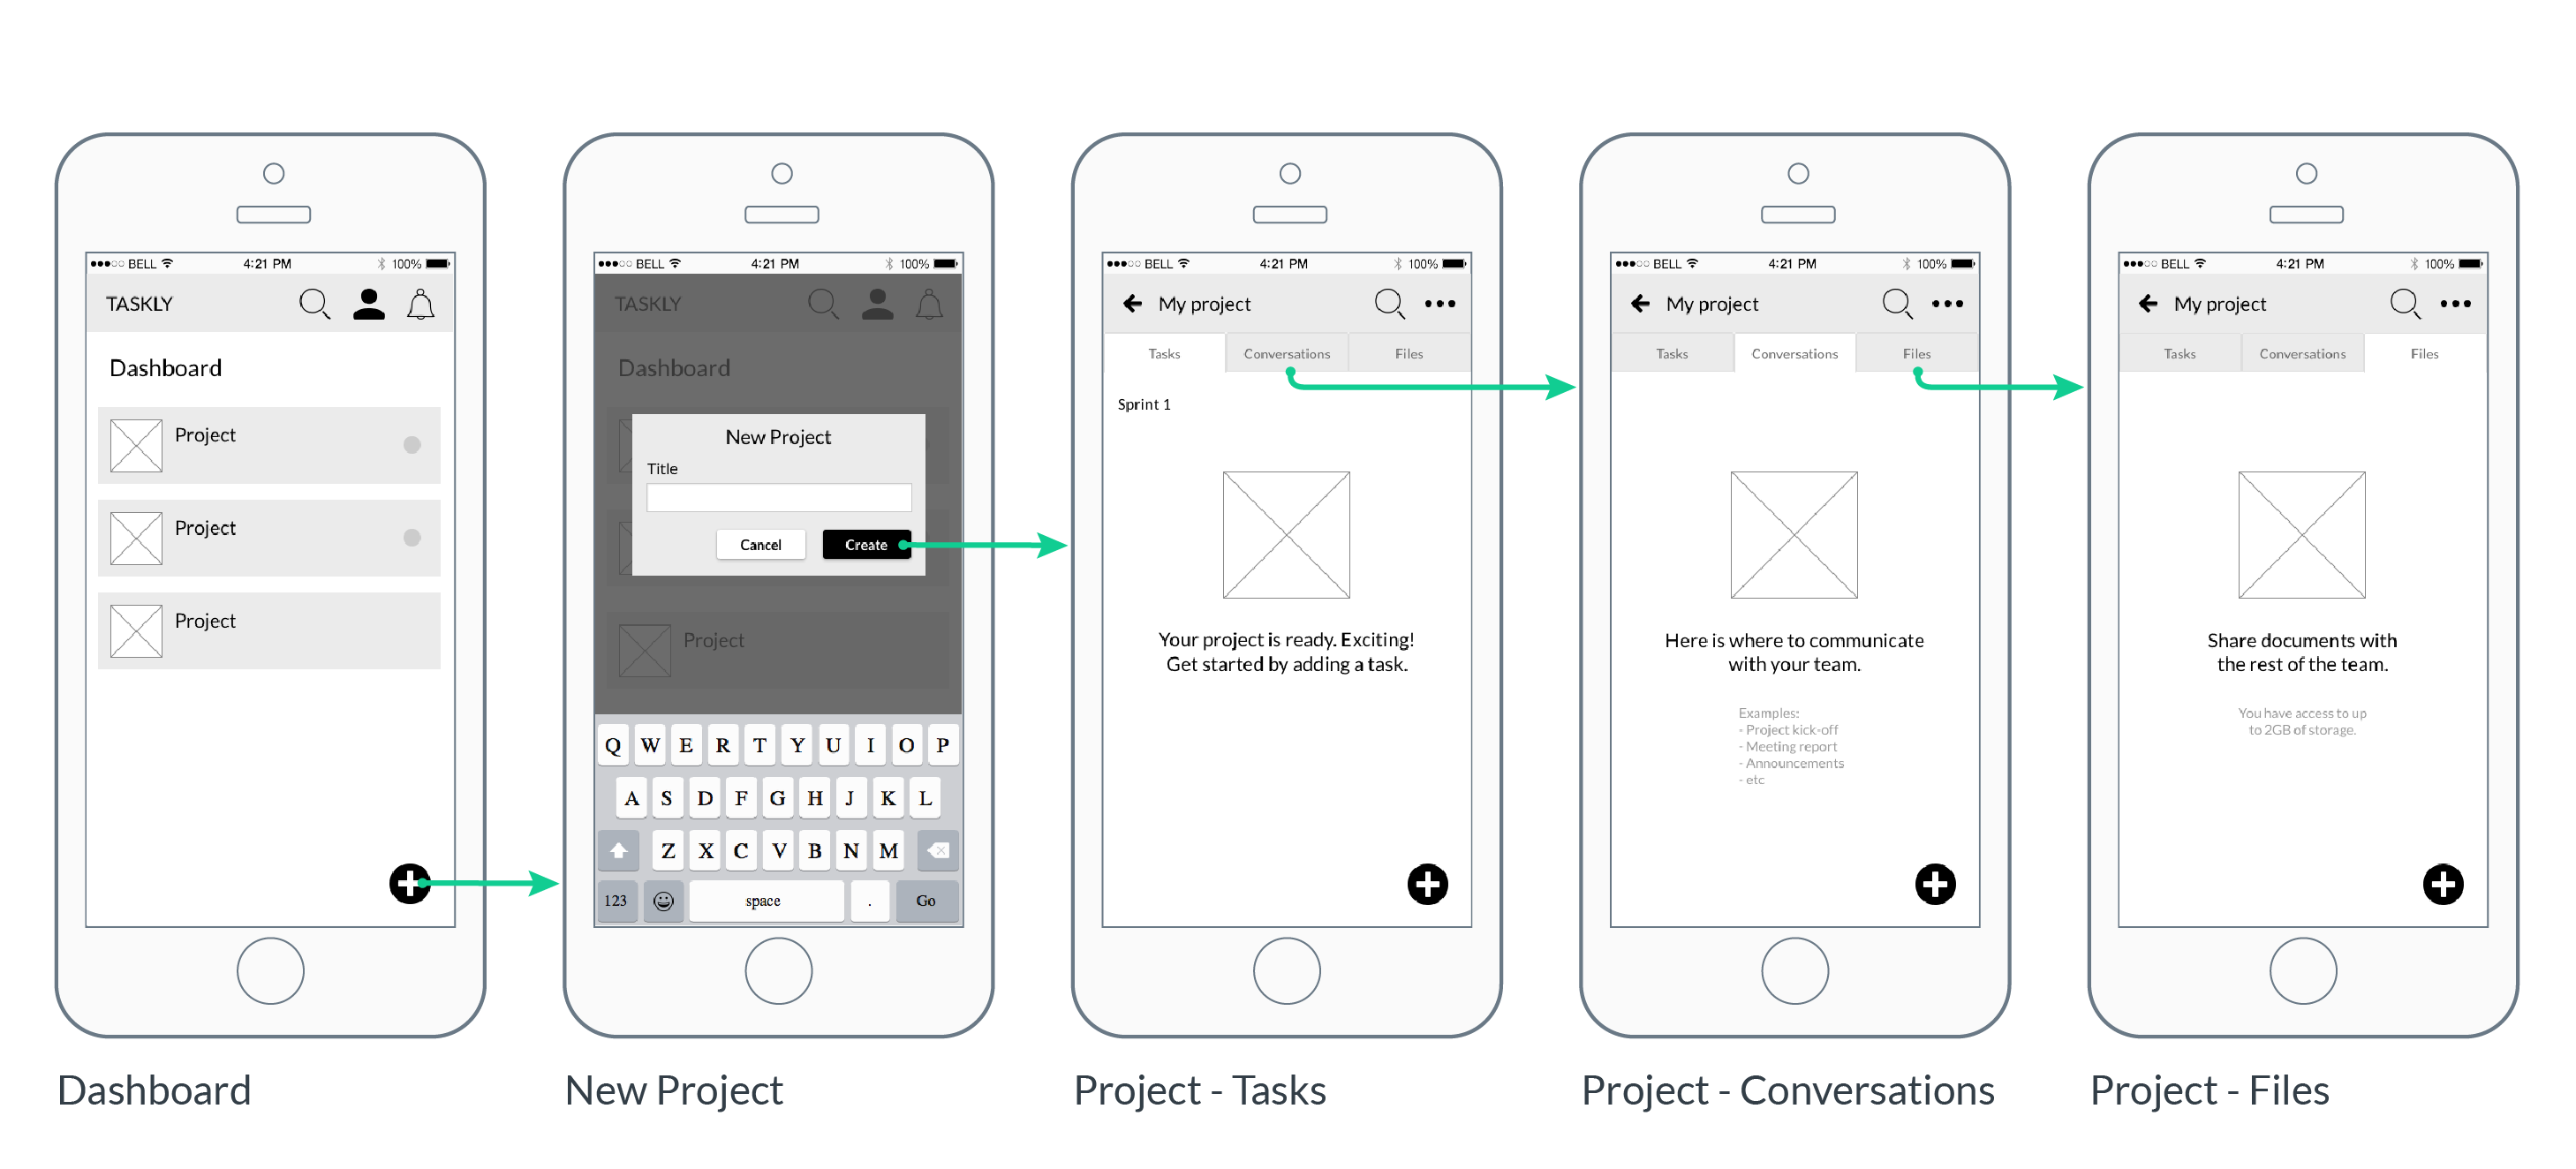 BELL 4:21 PM 100%
TASKLY
Dashboard
Project
Project
Project
Dashboard
BELL 4:21 PM 100%
TASKLY
Dashboard
New Project
Title
Cancel Create
Project
Q W E R T Y U I O P
A S D F G H J K L
Z X C V B N M
123 space . Go
New Project
BELL 4:21 PM 100%
My project
Tasks Conversations Files
Sprint 1
Your project is ready. Exciting!
Get started by adding a task.
Project - Tasks
BELL 4:21 PM 100%
My project
Tasks Conversations Files
Here is where to communicate
with your team.
Examples:
- Project kick-off
- Meeting report
- Announcements
- etc
Project - Conversations
BELL 4:21 PM 100%
My project
Tasks Conversations Files
Share documents with
the rest of the team.
You have access to up
to 2GB of storage.
Project - Files